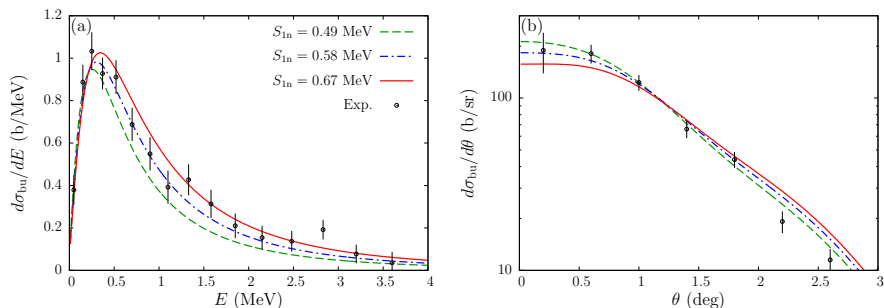 (a)
S1n = 0.49 MeV
S1n = 0.58 MeV
S1n = 0.67 MeV
Exp.
dσbu/dE (b/MeV)
1.2
1
0.8
0.6
0.4
0.2
0
0 0.5 1 1.5 2 2.5 3 3.5 4
E (MeV)
(b)
dσbu/dθ (b/sr)
100
10
0 0.5 1 1.5 2 2.5 3
θ (deg)